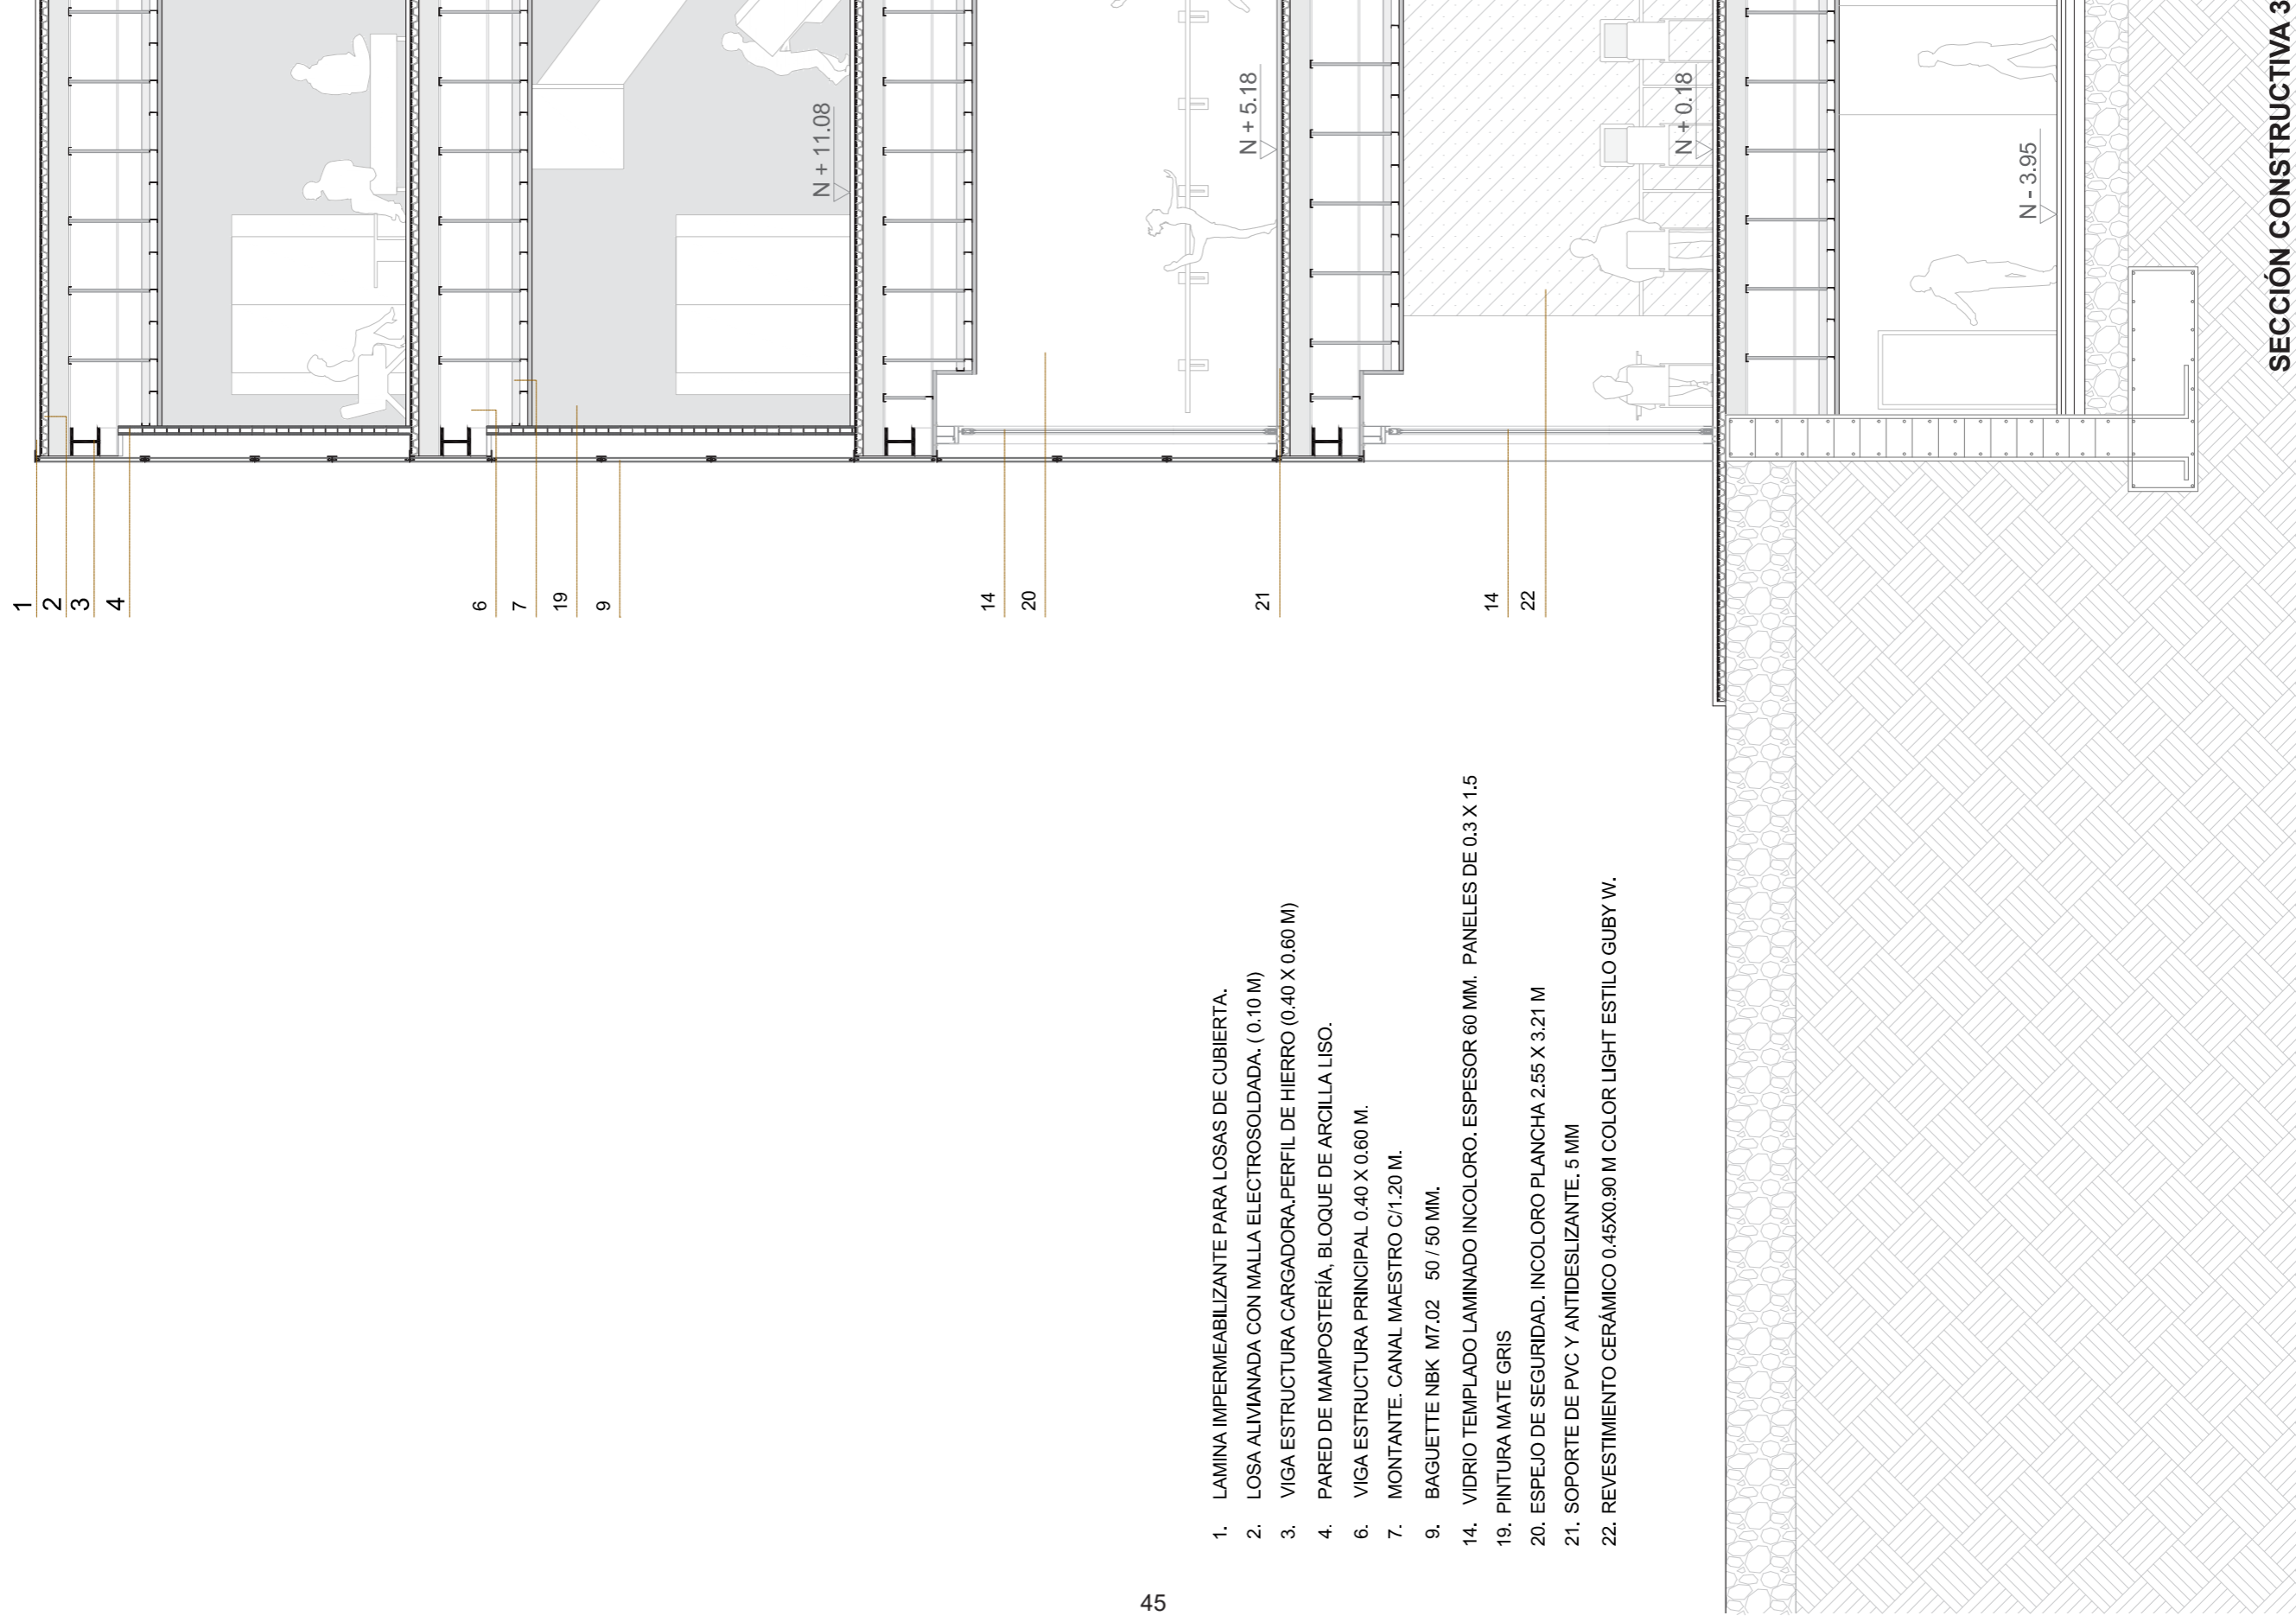 1
2
3
4
6
7
19
9
14
20
21
14
22
N + 11.08
N + 5.18
N + 0.18
N - 3.95
1. LAMINA IMPERMEABILIZANTE PARA LOSAS DE CUBIERTA.
2. LOSA ALIVIANADA CON MALLA ELECTROSOLDADA. ( 0.10 M)
3. VIGA ESTRUCTURA CARGADORA.PERFIL DE HIERRO (0.40 X 0.60 M)
4. PARED DE MAMPOSTERÍA, BLOQUE DE ARCILLA LISO.
6. VIGA ESTRUCTURA PRINCIPAL 0.40 X 0.60 M.
7. MONTANTE. CANAL MAESTRO C/1.20 M.
9. BAGUETTE NBK M7.02 50 / 50 MM.
14. VIDRIO TEMPLADO LAMINADO INCOLORO. ESPESOR 60 MM. PANELES DE 0.3 X 1.5
19. PINTURA MATE GRIS
20. ESPEJO DE SEGURIDAD. INCOLORO PLANCHA 2.55 X 3.21 M
21. SOPORTE DE PVC Y ANTIDESLIZANTE. 5 MM
22. REVESTIMIENTO CERÁMICO 0.45X0.90 M COLOR LIGHT ESTILO GUBY W.
SECCIÓN CONSTRUCTIVA 3
45